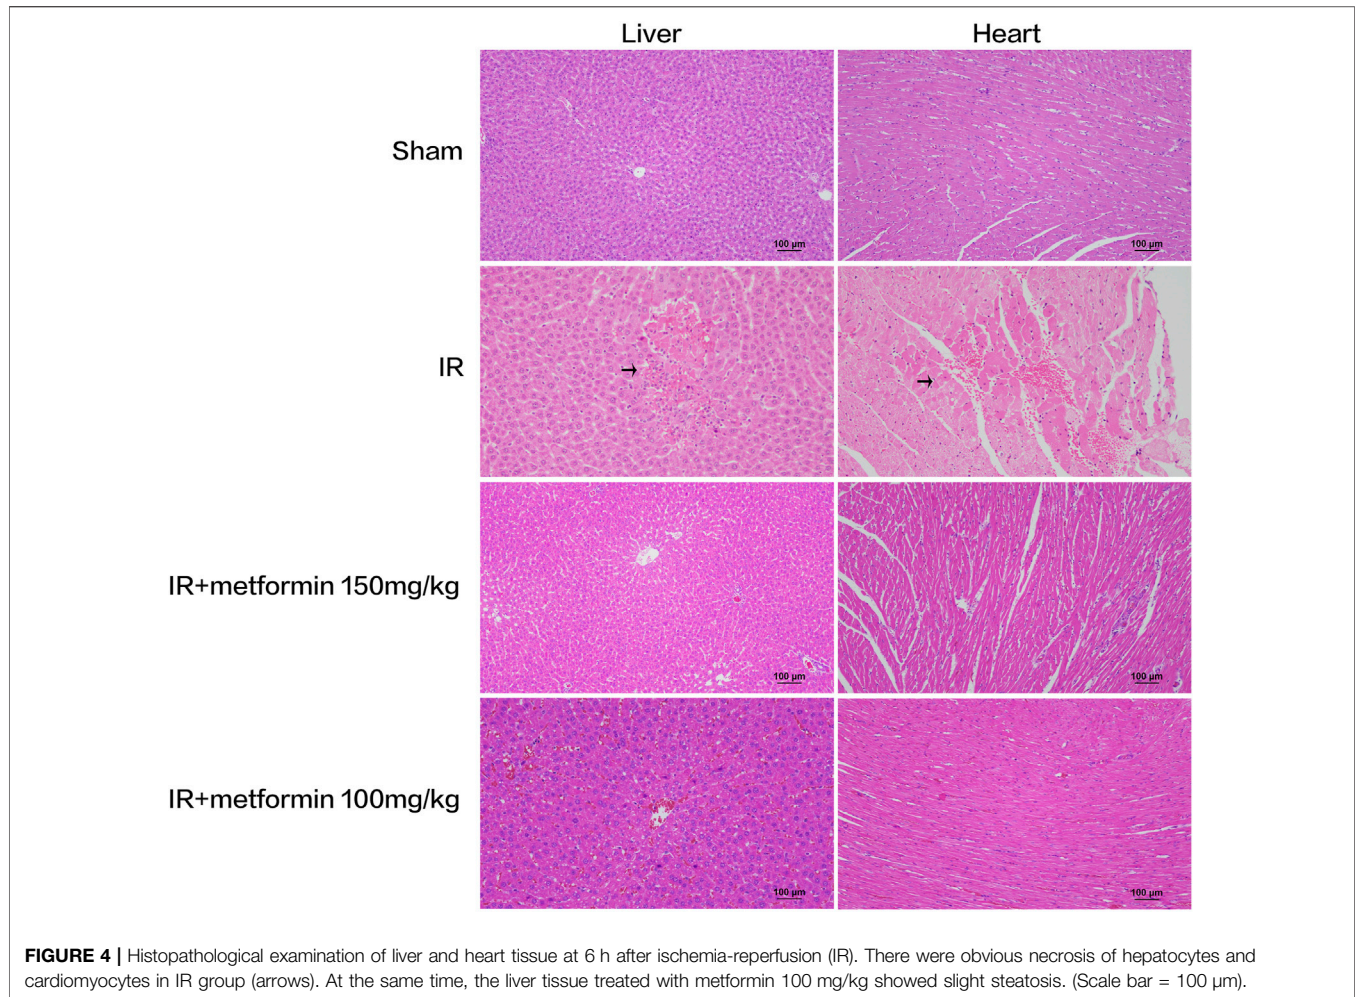 Liver Heart
Sham
100 µm 100 µm
IR
IR+metformin 150mg/kg
100 µm 100 µm
IR+metformin 100mg/kg
100 µm 100 µm
FIGURE 4 | Histopathological examination of liver and heart tissue at 6 h after ischemia-reperfusion (IR). There were obvious necrosis of hepatocytes and
cardiomyocytes in IR group (arrows). At the same time, the liver tissue treated with metformin 100 mg/kg showed slight steatosis. (Scale bar = 100 µm).